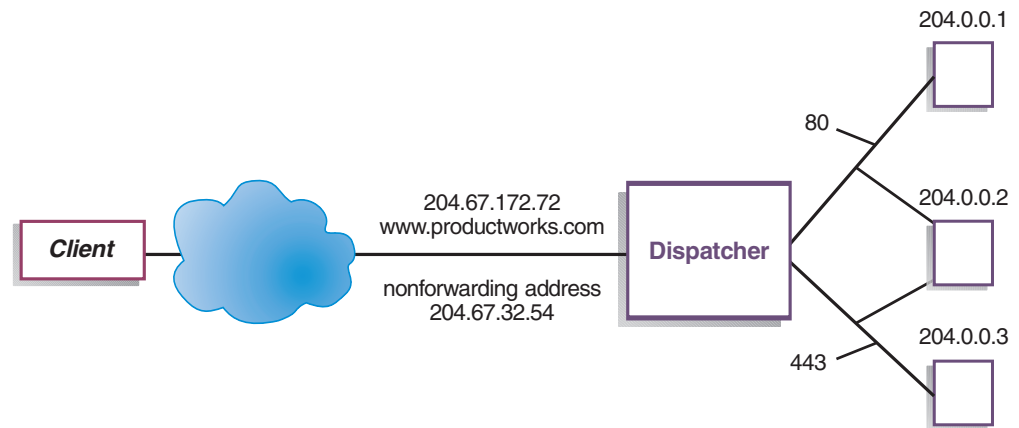 204.0.0.1
80
204.67.172.72
www.productworks.com
204.0.0.2
Client
Dispatcher
nonforwarding address
204.67.32.54
204.0.0.3
443